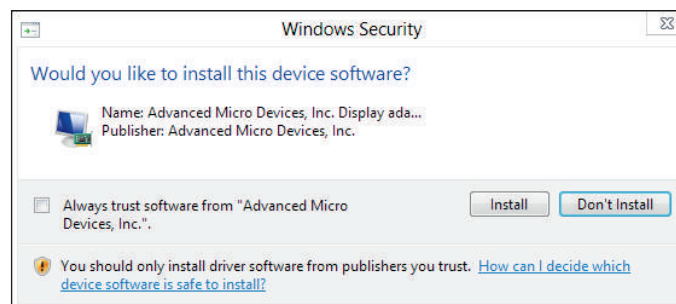 Windows Security
Would you like to install this device software?
Name: Advanced Micro Devices, Inc. Display ada...
Publisher: Advanced Micro Devices, Inc.
Always trust software from "Advanced Micro
Devices, Inc.".
Install
Don't Install
You should only install driver software from publishers you trust. How can I decide which
device software is safe to install?